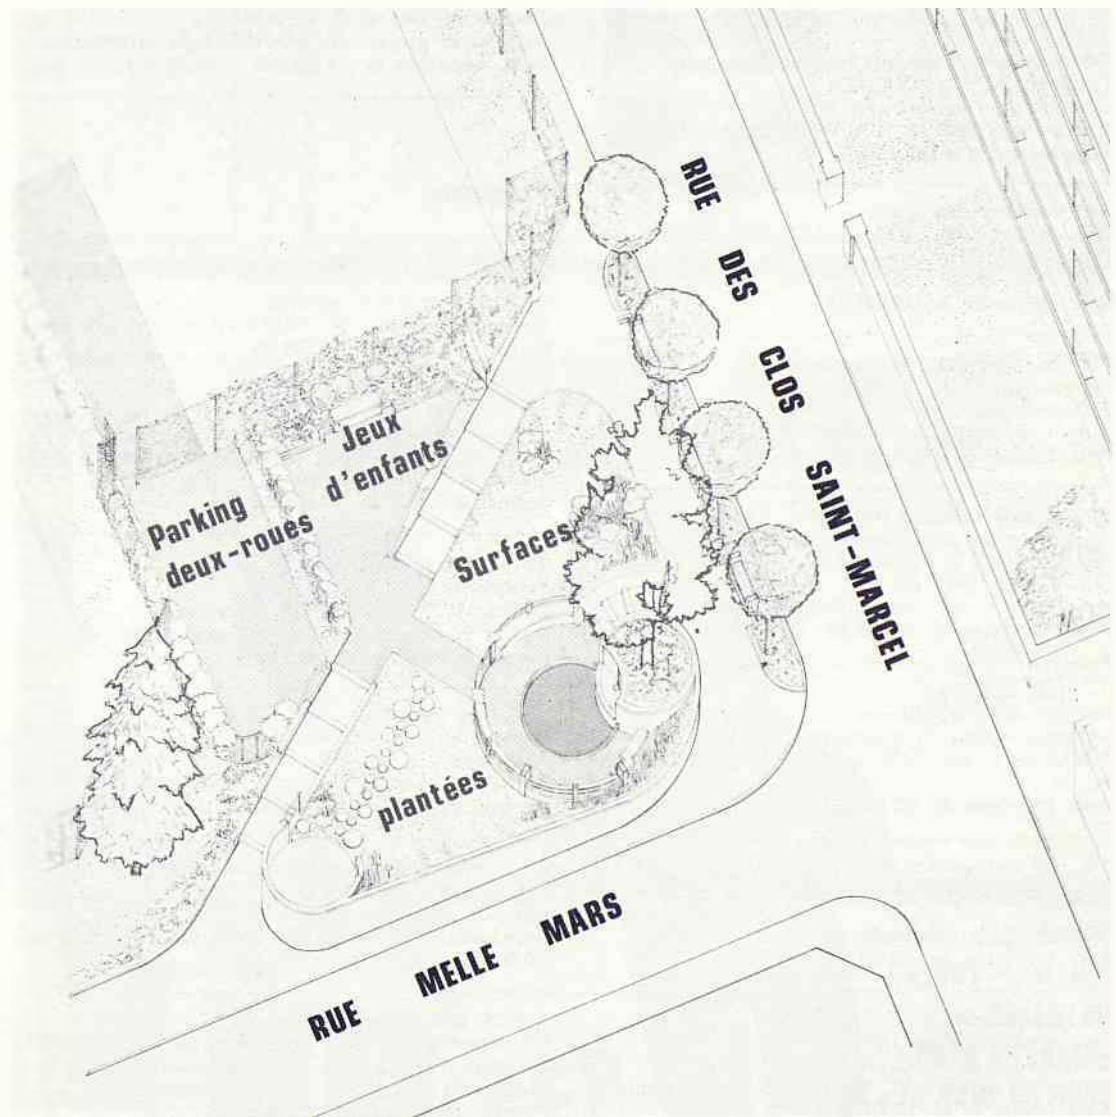 RUE DES CLOS SAINT-MARCEL
Jeux
d'enfants
Parking
deux-roues
Surfaces
plantées
RUE MELLE MARS